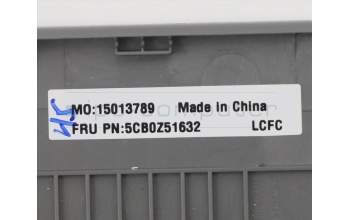 MO:15013789 Made in China
FRU PN:5CB0Z51632 LCFC